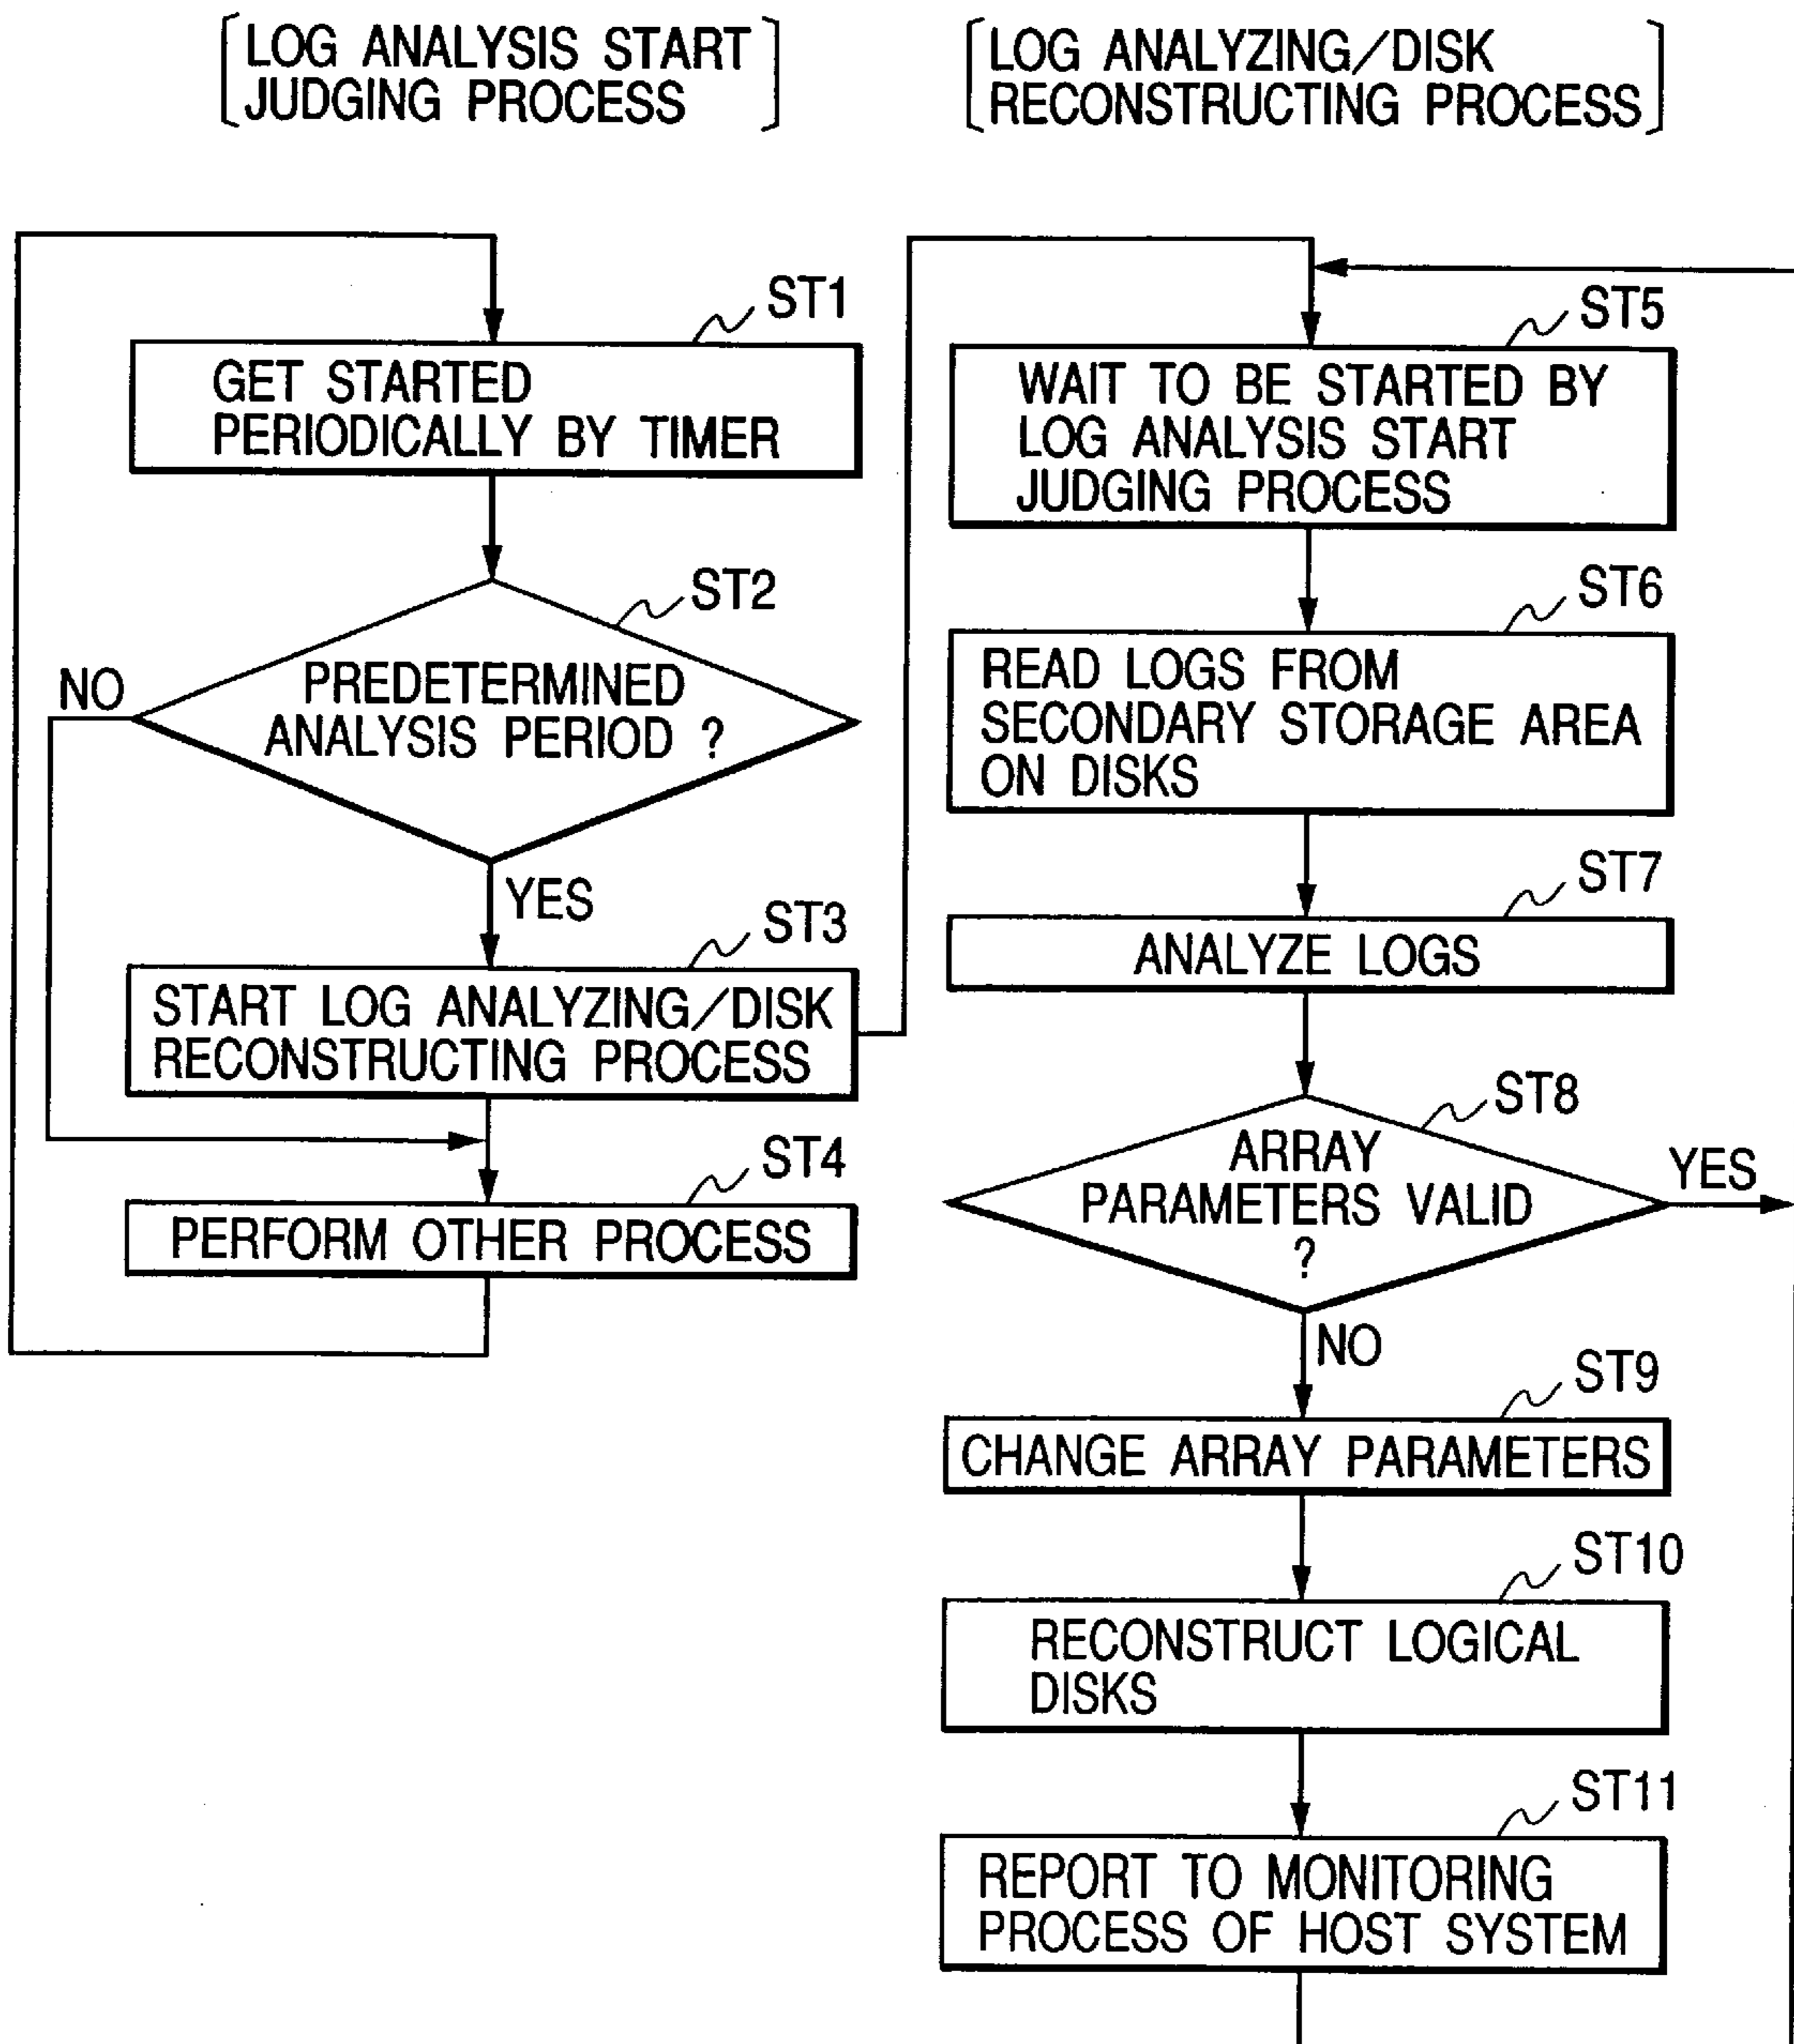 LOG ANALYSIS START
JUDGING PROCESS
ST1
GET STARTED
PERIODICALLY BY TIMER
ST2
NO
PREDETERMINED
ANALYSIS PERIOD ?
YES
ST3
START LOG ANALYZING/DISK
RECONSTRUCTING PROCESS
ST4
PERFORM OTHER PROCESS
LOG ANALYZING/DISK
RECONSTRUCTING PROCESS
ST5
WAIT TO BE STARTED BY
LOG ANALYSIS START
JUDGING PROCESS
ST6
READ LOGS FROM
SECONDARY STORAGE AREA
ON DISKS
ST7
ANALYZE LOGS
ST8
ARRAY
PARAMETERS VALID
?
YES
NO
ST9
CHANGE ARRAY PARAMETERS
ST10
RECONSTRUCT LOGICAL
DISKS
ST11
REPORT TO MONITORING
PROCESS OF HOST SYSTEM